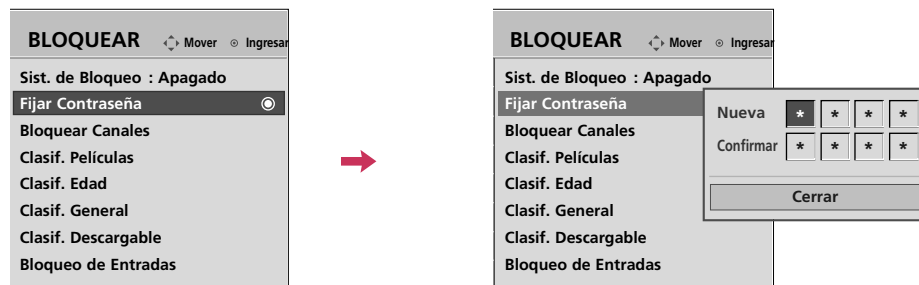 BLOQUEAR Mover Ingresar
Sist. de Bloqueo : Apagado
Fijar Contraseña
Bloquear Canales
Clasif. Películas
Clasif. Edad
Clasif. General
Clasif. Descargable
Bloqueo de Entradas
BLOQUEAR Mover Ingresar
Sist. de Bloqueo : Apagado
Fijar Contraseña
Bloquear Canales
Clasif. Películas
Clasif. Edad
Clasif. General
Clasif. Descargable
Bloqueo de Entradas
Nueva * * * *
Confirmar * * * *
Cerrar